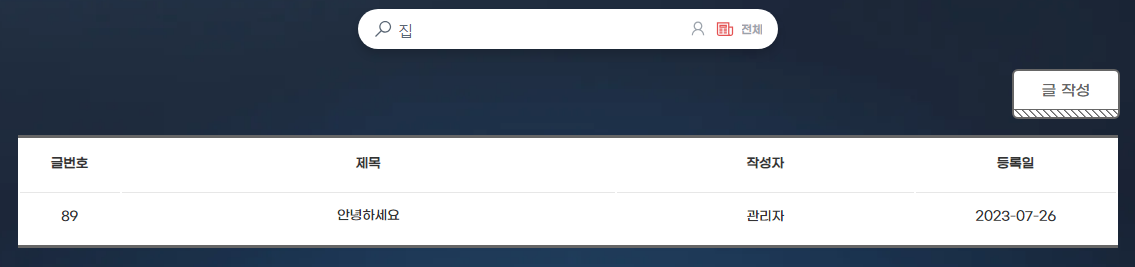 집 전체
글 작성
글번호 제목 작성자 등록일
89 안녕하세요 관리자 2023-07-26